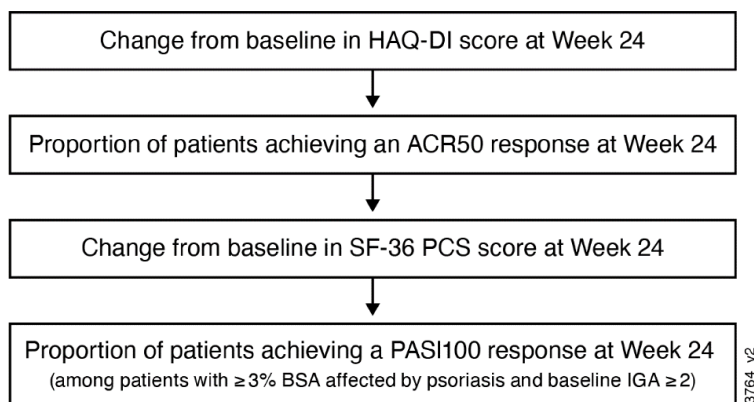 Change from baseline in HAQ-DI score at Week 24
Proportion of patients achieving an ACR50 response at Week 24
Change from baseline in SF-36 PCS score at Week 24
Proportion of patients achieving a PASI100 response at Week 24
(among patients with ≥3% BSA affected by psoriasis and baseline IGA ≥2)
3764_v2